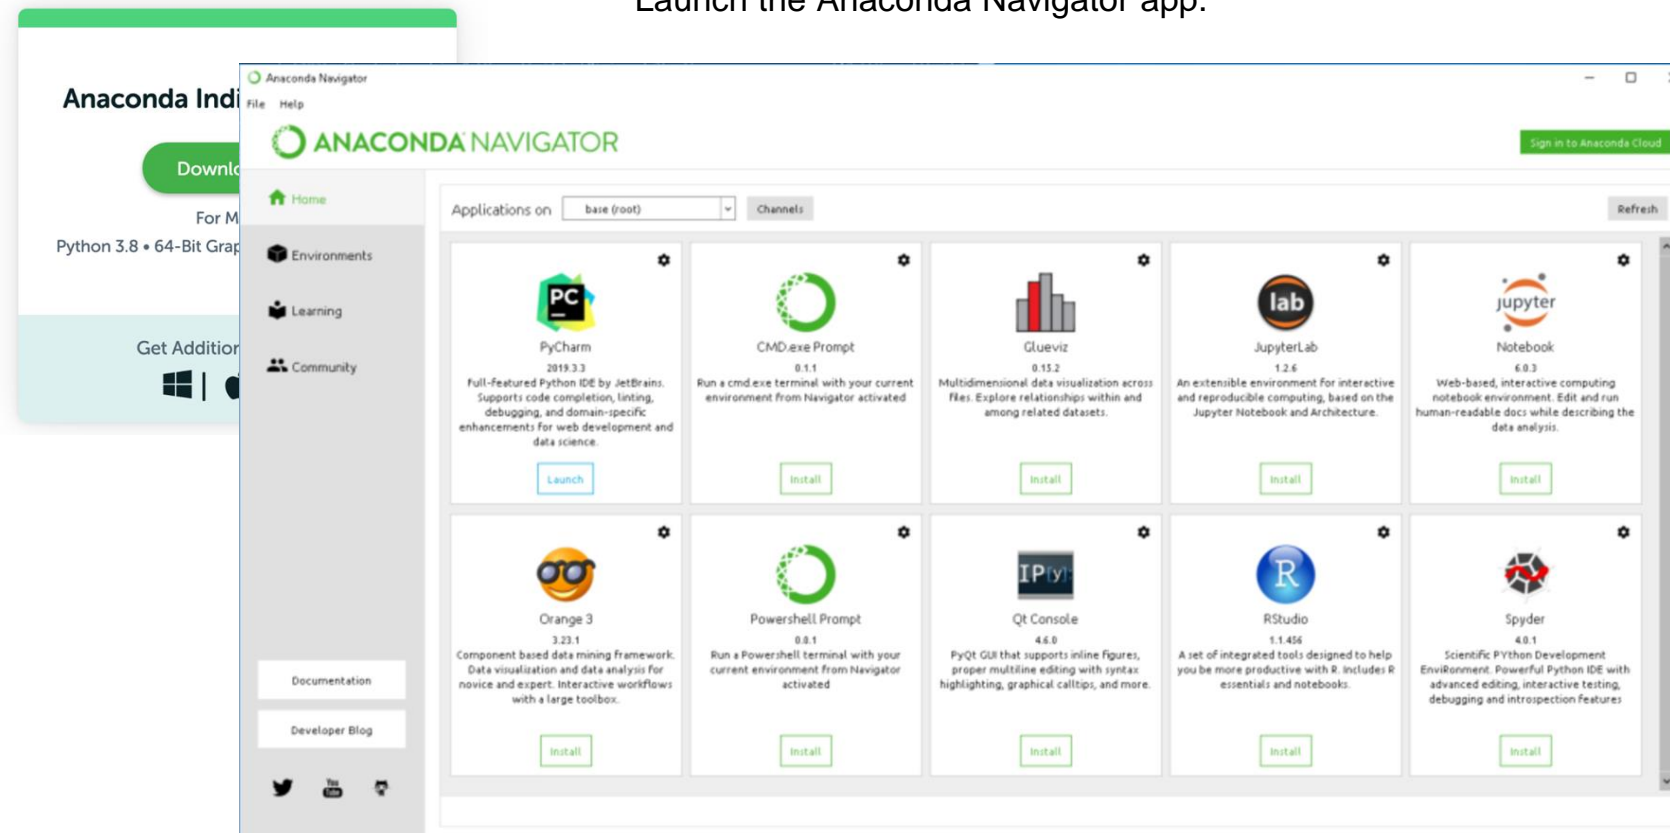 Launch the Anaconda Navigator app.
Anaconda Indi
Downlo
For M
Python 3.8 • 64-Bit Grap
Get Addition
Anaconda Navigator
File Help
ANACONDA NAVIGATOR
Sign in to Anaconda Cloud
Home
Environments
Learning
Community
Documentation
Developer Blog
You
Tube
Applications on base (root) Channels Refresh
PC
PyCharm
2019.3.3
Full-featured Python IDE by JetBrains.
Supports code completion, linting,
debugging, and domain-specific
enhancements for web development and
data science.
Launch
CMD.exe Prompt
0.1.1
Run a cmd.exe terminal with your current
environment from Navigator activated
Install
Glueviz
0.15.2
Multidimensional data visualization across
files. Explore relationships within and
among related datasets.
Install
lab
JupyterLab
1.2.6
An extensible environment for interactive
and reproducible computing, based on the
Jupyter Notebook and Architecture.
Install
jupyter
Notebook
6.0.3
Web-based, interactive computing
notebook environment. Edit and run
human-readable docs while describing the
data analysis.
Install
Orange 3
3.23.1
Component based data mining framework.
Data visualization and data analysis for
novice and expert. Interactive workflows
with a large toolbox.
Install
Powershell Prompt
0.0.1
Run a Powershell terminal with your
current environment from Navigator
activated
Install
IP[y]:
Qt Console
4.6.0
PyQt GUI that supports inline figures,
proper multiline editing with syntax
highlighting, graphical calltips, and more.
Install
R
RStudio
1.1.456
A set of integrated tools designed to help
you be more productive with R. Includes R
essentials and notebooks.
Install
Spyder
4.0.1
Scientific PYthon Development
EnviRonment. Powerful Python IDE with
advanced editing, interactive testing,
debugging and introspection features
Install